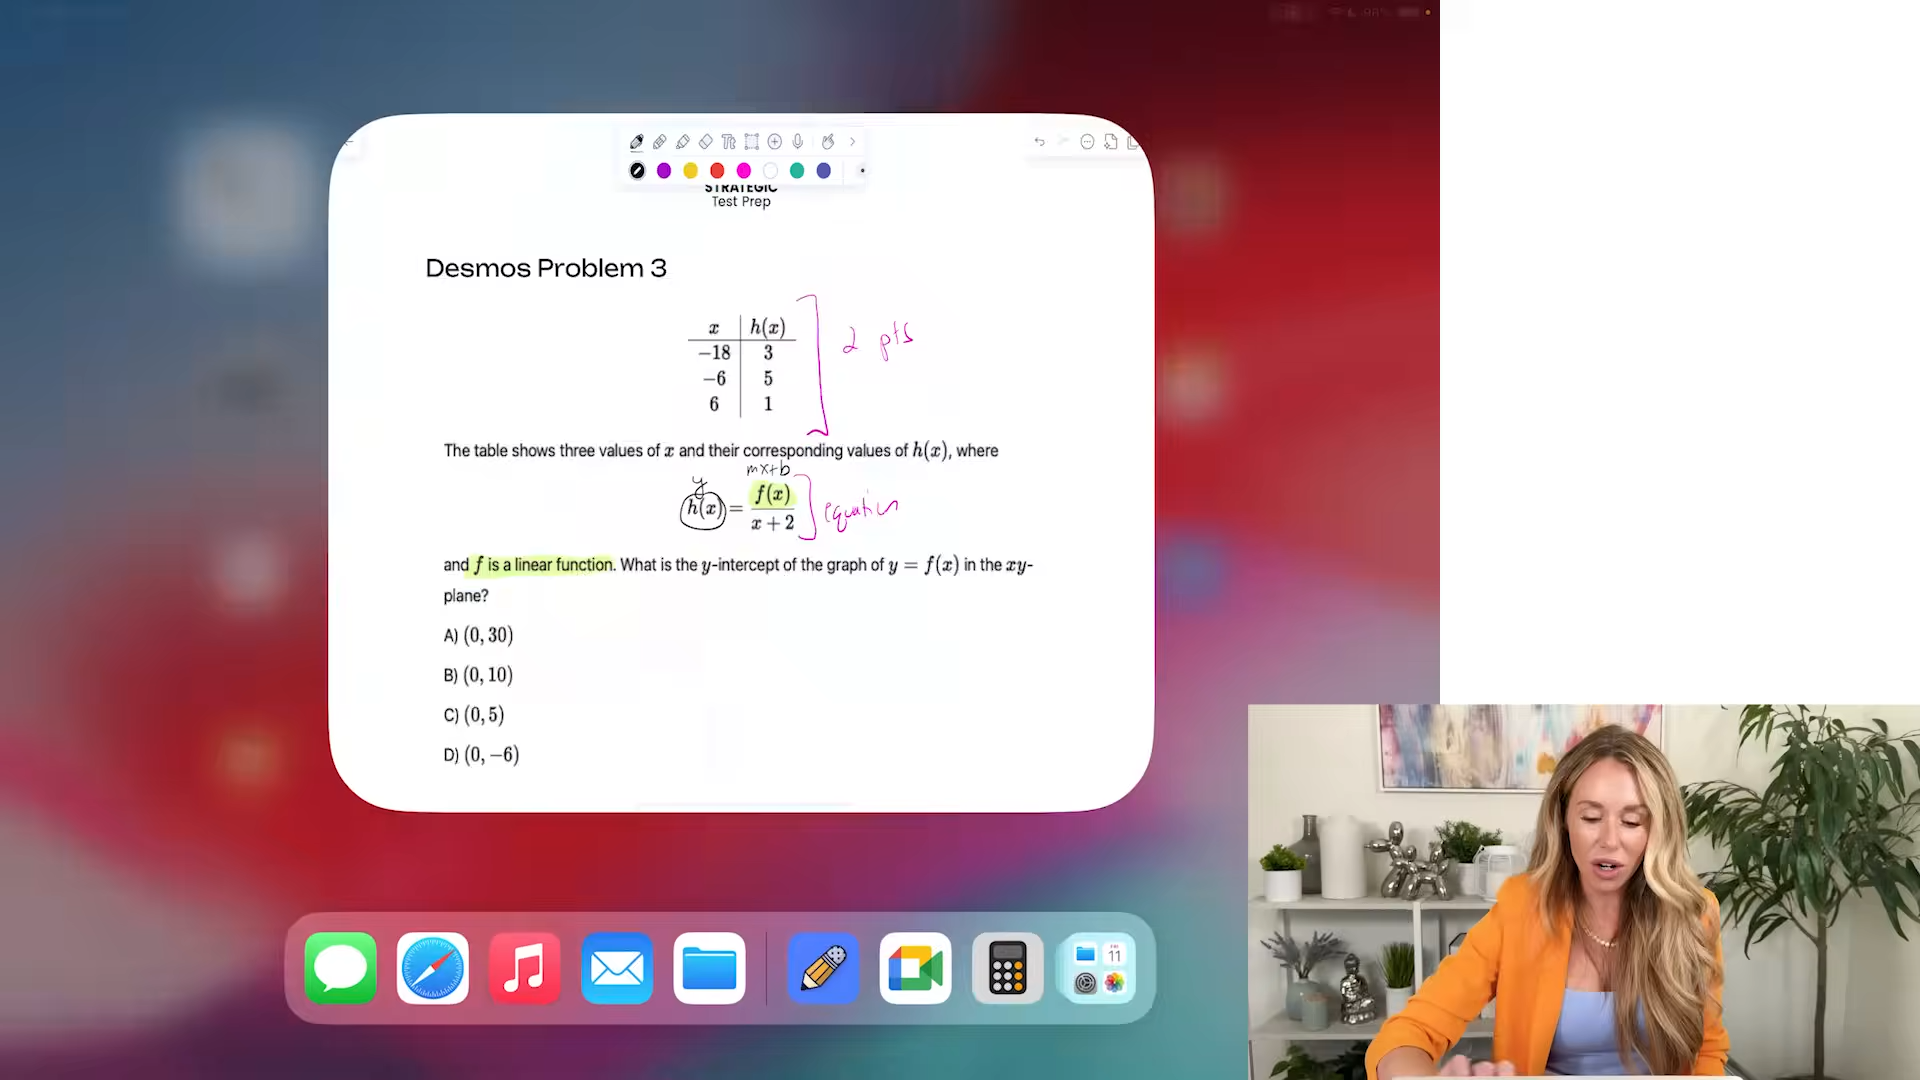 STRATEGIC
Test Prep
Desmos Problem 3
x h(x)
−18 3
−6 5
6 1
2 pts
The table shows three values of x and their corresponding values of h(x), where
mx+b
y
h(x) = f(x) / x + 2
equation
and f is a linear function. What is the y-intercept of the graph of y = f(x) in the xy-
plane?
A) (0, 30)
B) (0, 10)
C) (0, 5)
D) (0, −6)
11